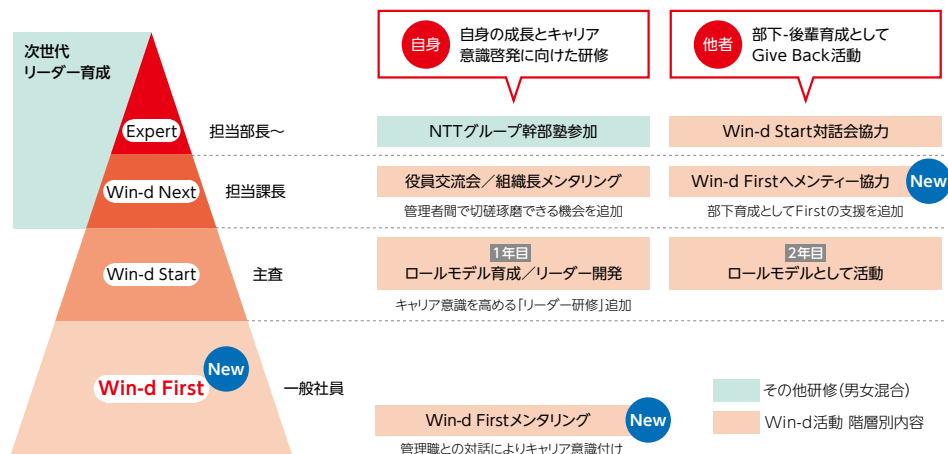 次世代
リーダー育成
自身
自身の成長とキャリア
意識啓発に向けた研修
他者
部下-後輩育成として
Give Back活動
Expert
担当部長～
NTTグループ幹部塾参加
Win-d Start対話会協力
Win-d Next
担当課長
役員交流会／組織長メンタリング
管理者間で切磋琢磨できる機会を追加
Win-d Firstへメンティー協力
New
部下育成としてFirstの支援を追加
Win-d Start
主査
1年目
ロールモデル育成／リーダー開発
キャリア意識を高める「リーダー研修」追加
2年目
ロールモデルとして活動
Win-d First
New
一般社員
Win-d Firstメンタリング
New
管理職との対話によりキャリア意識付け
その他研修(男女混合)
Win-d活動 階層別内容